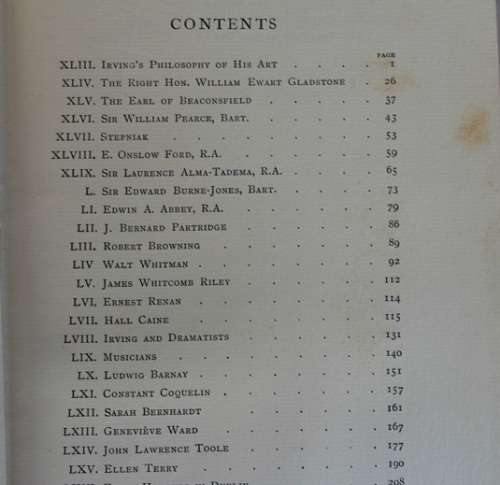 CONTENTS
PAGE
XLIII. Irving's Philosophy of His Art . . . . 1
XLIV. The Right Hon. William Ewart Gladstone . 26
XLV. The Earl of Beaconsfield . . . . . 37
XLVI. Sir William Pearce, Bart. . . . . . 43
XLVII. Stepniak . . . . . . . . 53
XLVIII. E. Onslow Ford, R.A. . . . . . . 59
XLIX. Sir Laurence Alma-Tadema, R.A. . . . . 65
L. Sir Edward Burne-Jones, Bart. . . . . 73
LI. Edwin A. Abbey, R.A. . . . . . . 79
LII. J. Bernard Partridge . . . . . . 86
LIII. Robert Browning . . . . . . 89
LIV Walt Whitman . . . . . . . 92
LV. James Whitcomb Riley . . . . . . 112
LVI. Ernest Renan . . . . . . . 114
LVII. Hall Caine . . . . . . . 115
LVIII. Irving and Dramatists . . . . . 131
LIX. Musicians . . . . . . . . 140
LX. Ludwig Barnay . . . . . . . 151
LXI. Constant Coquelin . . . . . . . 157
LXII. Sarah Bernhardt . . . . . . 161
LXIII. Geneviève Ward . . . . . . 167
LXIV. John Lawrence Toole . . . . . . 177
LXV. Ellen Terry . . . . . . . 190